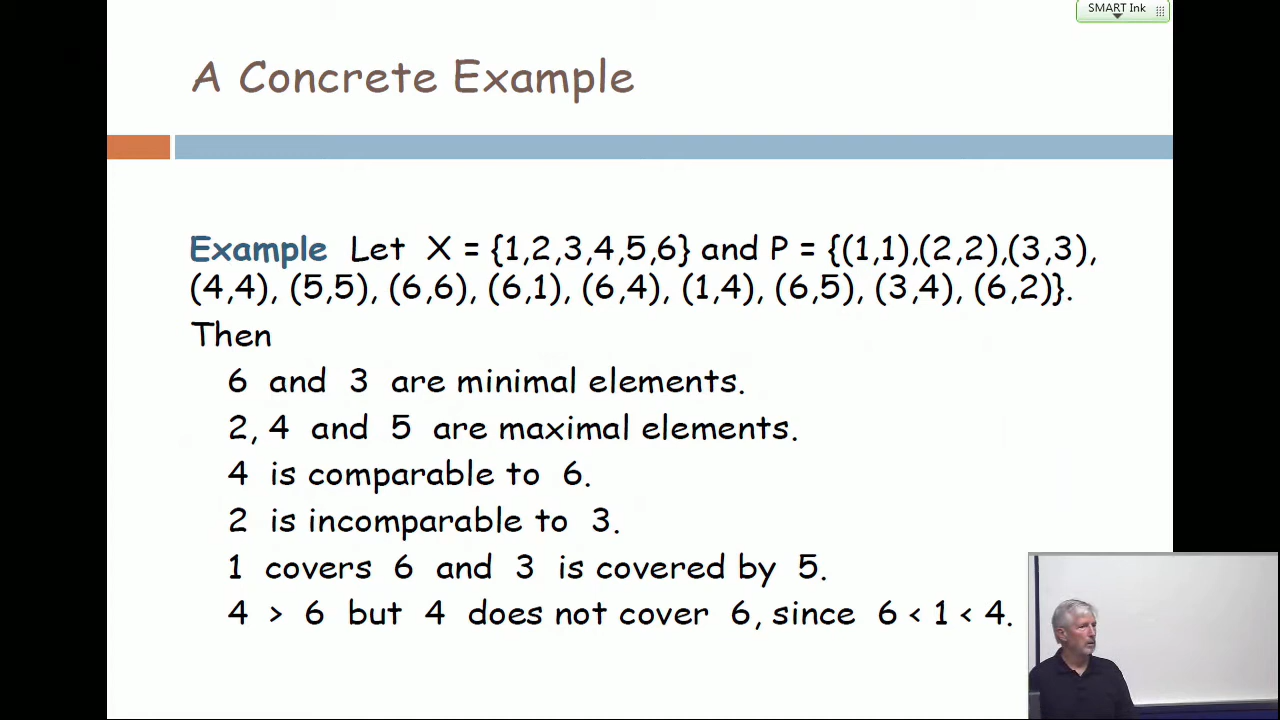 SMART Ink
A Concrete Example
Example Let X = {1,2,3,4,5,6} and P = {(1,1),(2,2),(3,3),
(4,4), (5,5), (6,6), (6,1), (6,4), (1,4), (6,5), (3,4), (6,2)}.
Then
6 and 3 are minimal elements.
2, 4 and 5 are maximal elements.
4 is comparable to 6.
2 is incomparable to 3.
1 covers 6 and 3 is covered by 5.
4 > 6 but 4 does not cover 6, since 6 < 1 < 4.